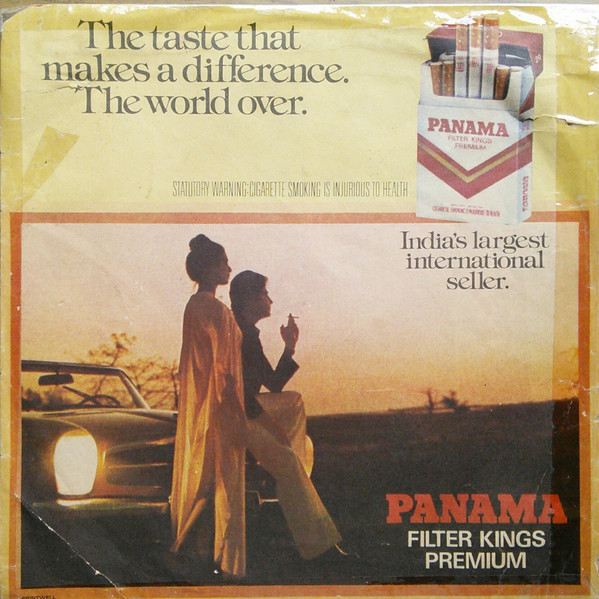 The taste that
makes a difference.
The world over.
PANAMA
FILTER KINGS
PREMIUM
PANAMA
STATUTORY WARNING: CIGARETTE SMOKING IS INJURIOUS TO HEALTH
India's largest
international
seller.
PANAMA
FILTER KINGS
PREMIUM